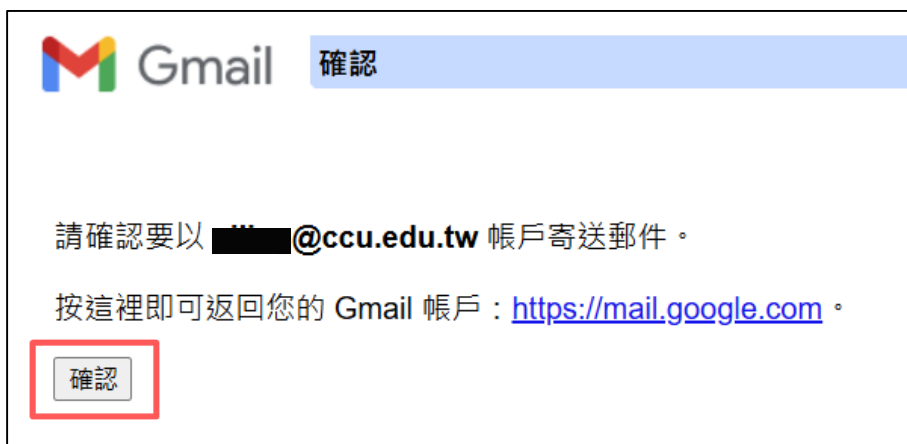 Gmail 確認
請確認要以 @ccu.edu.tw 帳戶寄送郵件。
按這裡即可返回您的 Gmail 帳戶：https://mail.google.com。
確認